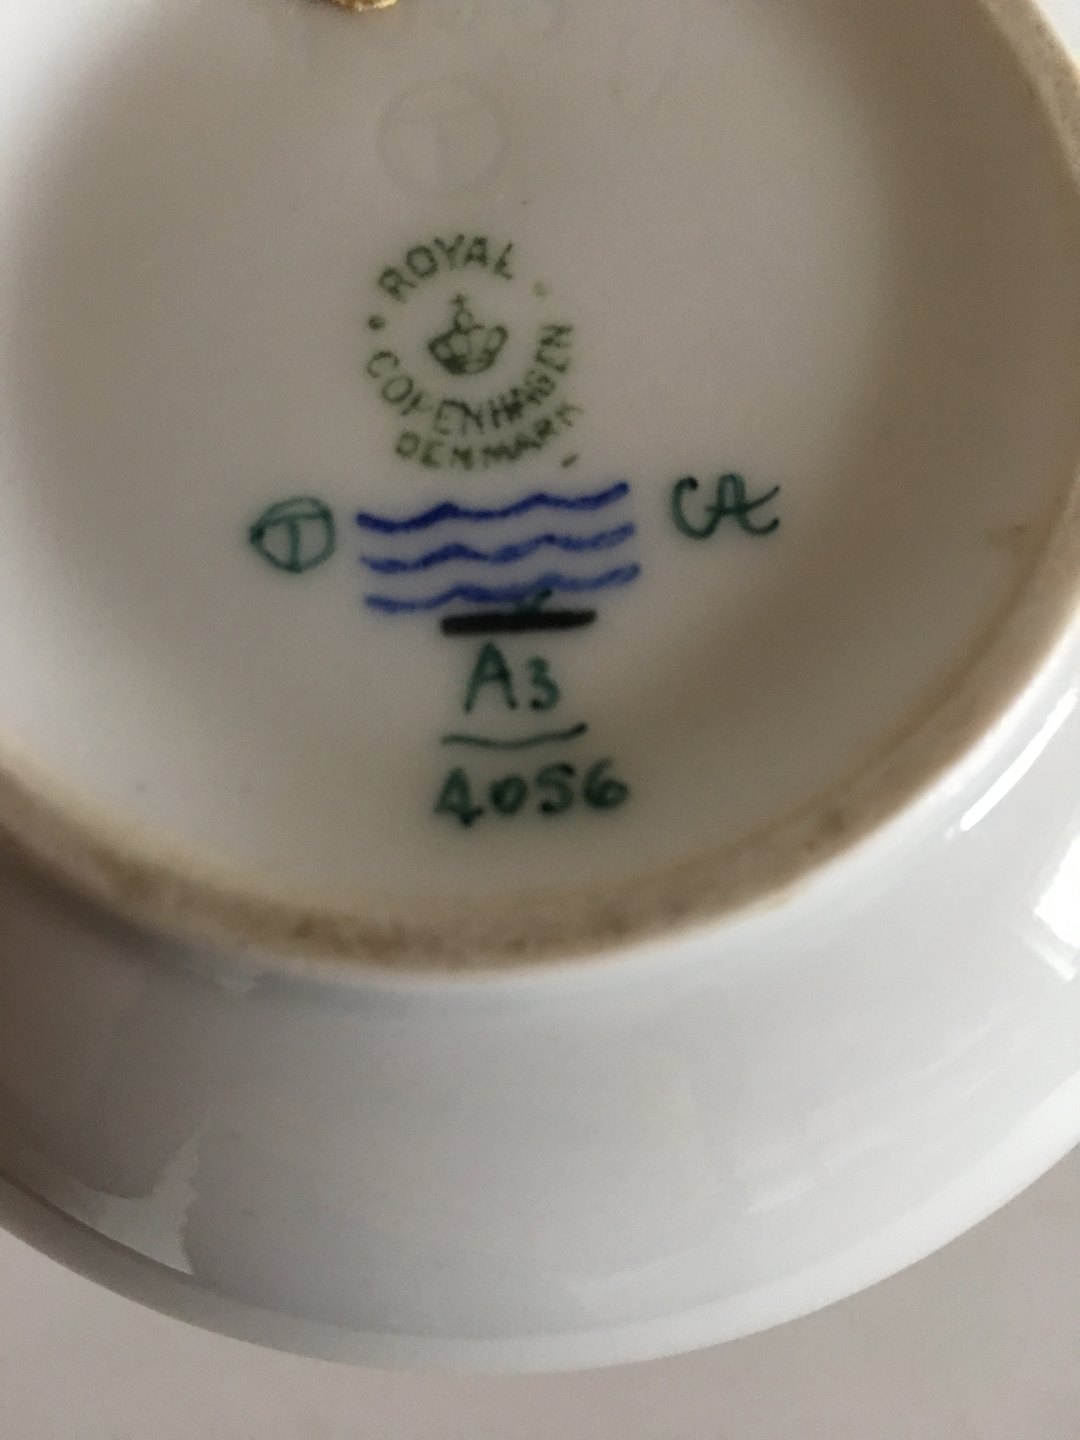 ROYAL
COPENHAGEN
DENMARK
T
CA
A3
4056